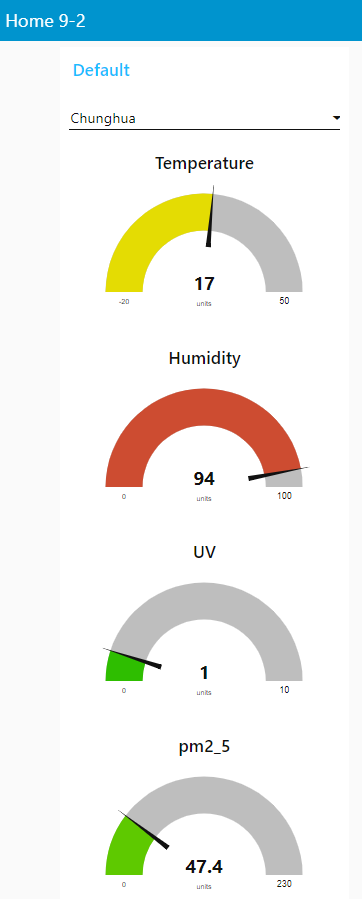 Home 9-2
Default
Chunghua
Temperature
17
units
-20
50
Humidity
94
units
0
100
UV
1
units
0
10
pm2_5
47.4
units
0
230